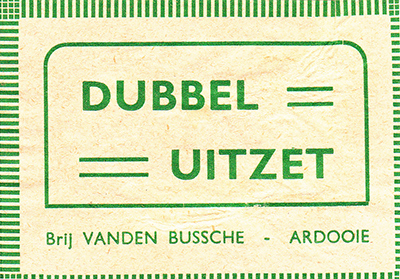 DUBBEL =
= UITZET
Brij VANDEN BUSSCHE - ARDOOIE